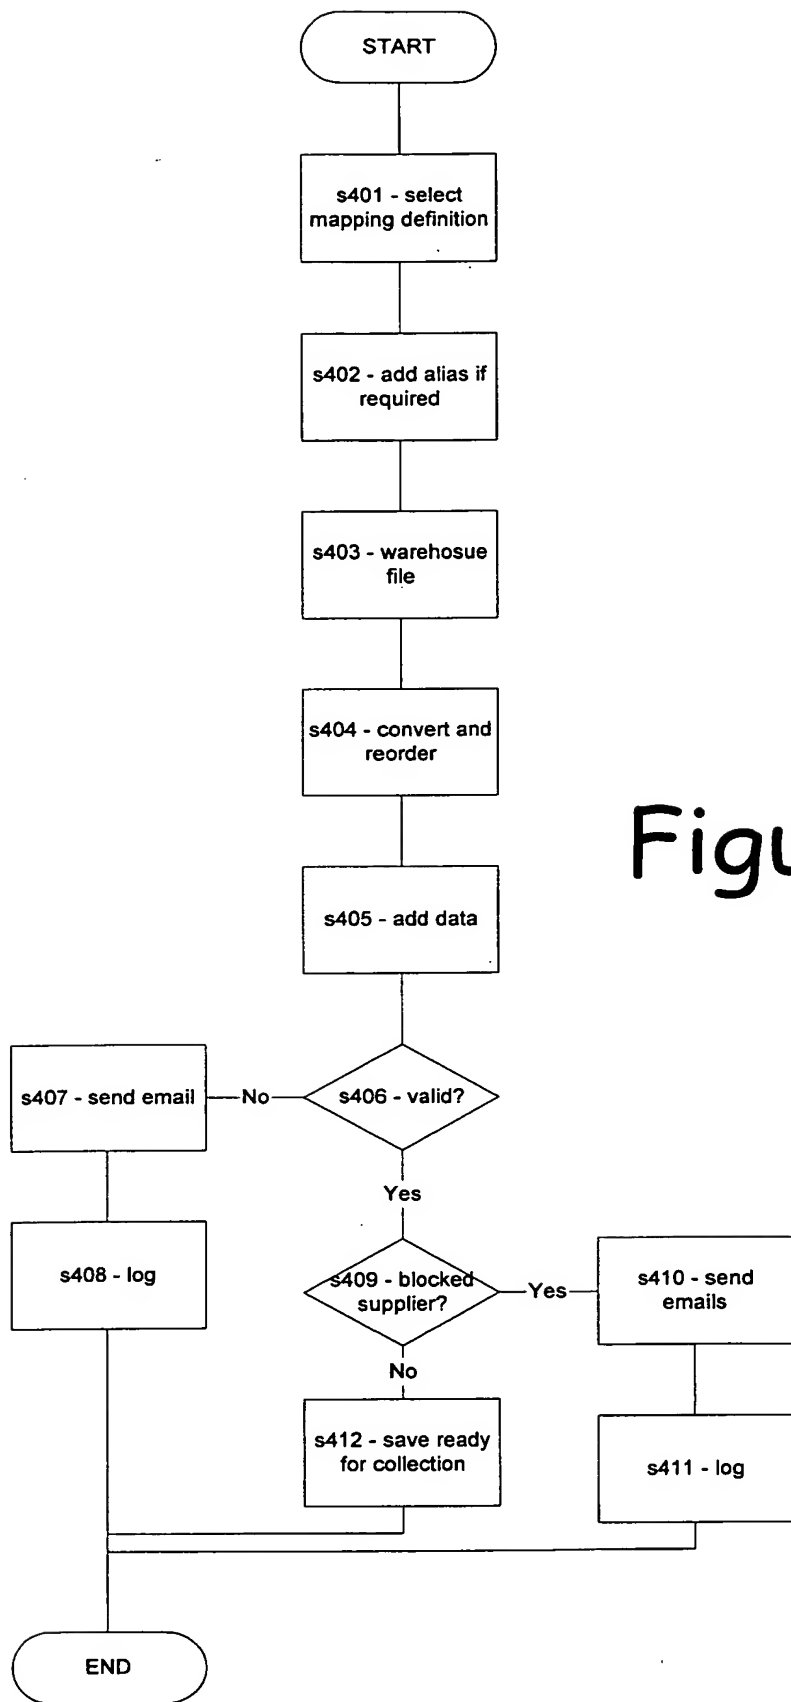 START
s401 - select
mapping definition
s402 - add alias if
required
s403 - warehosue
file
s404 - convert and
reorder
Figu
s405 - add data
s407 - send email
No
s406 - valid?
Yes
s408 - log
s409 - blocked
supplier?
Yes
s410 - send
emails
No
s412 - save ready
for collection
s411 - log
END